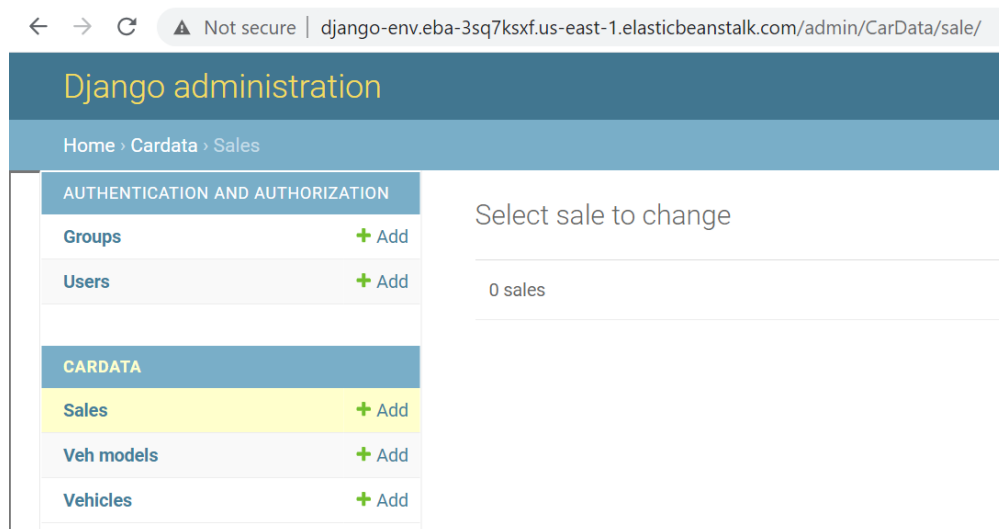 Not secure | django-env.eba-3sq7ksxf.us-east-1.elasticbeanstalk.com/admin/CarData/sale/
Django administration
Home › Cardata › Sales
AUTHENTICATION AND AUTHORIZATION
Groups + Add
Users + Add
CARDATA
Sales + Add
Veh models + Add
Vehicles + Add
Select sale to change
0 sales